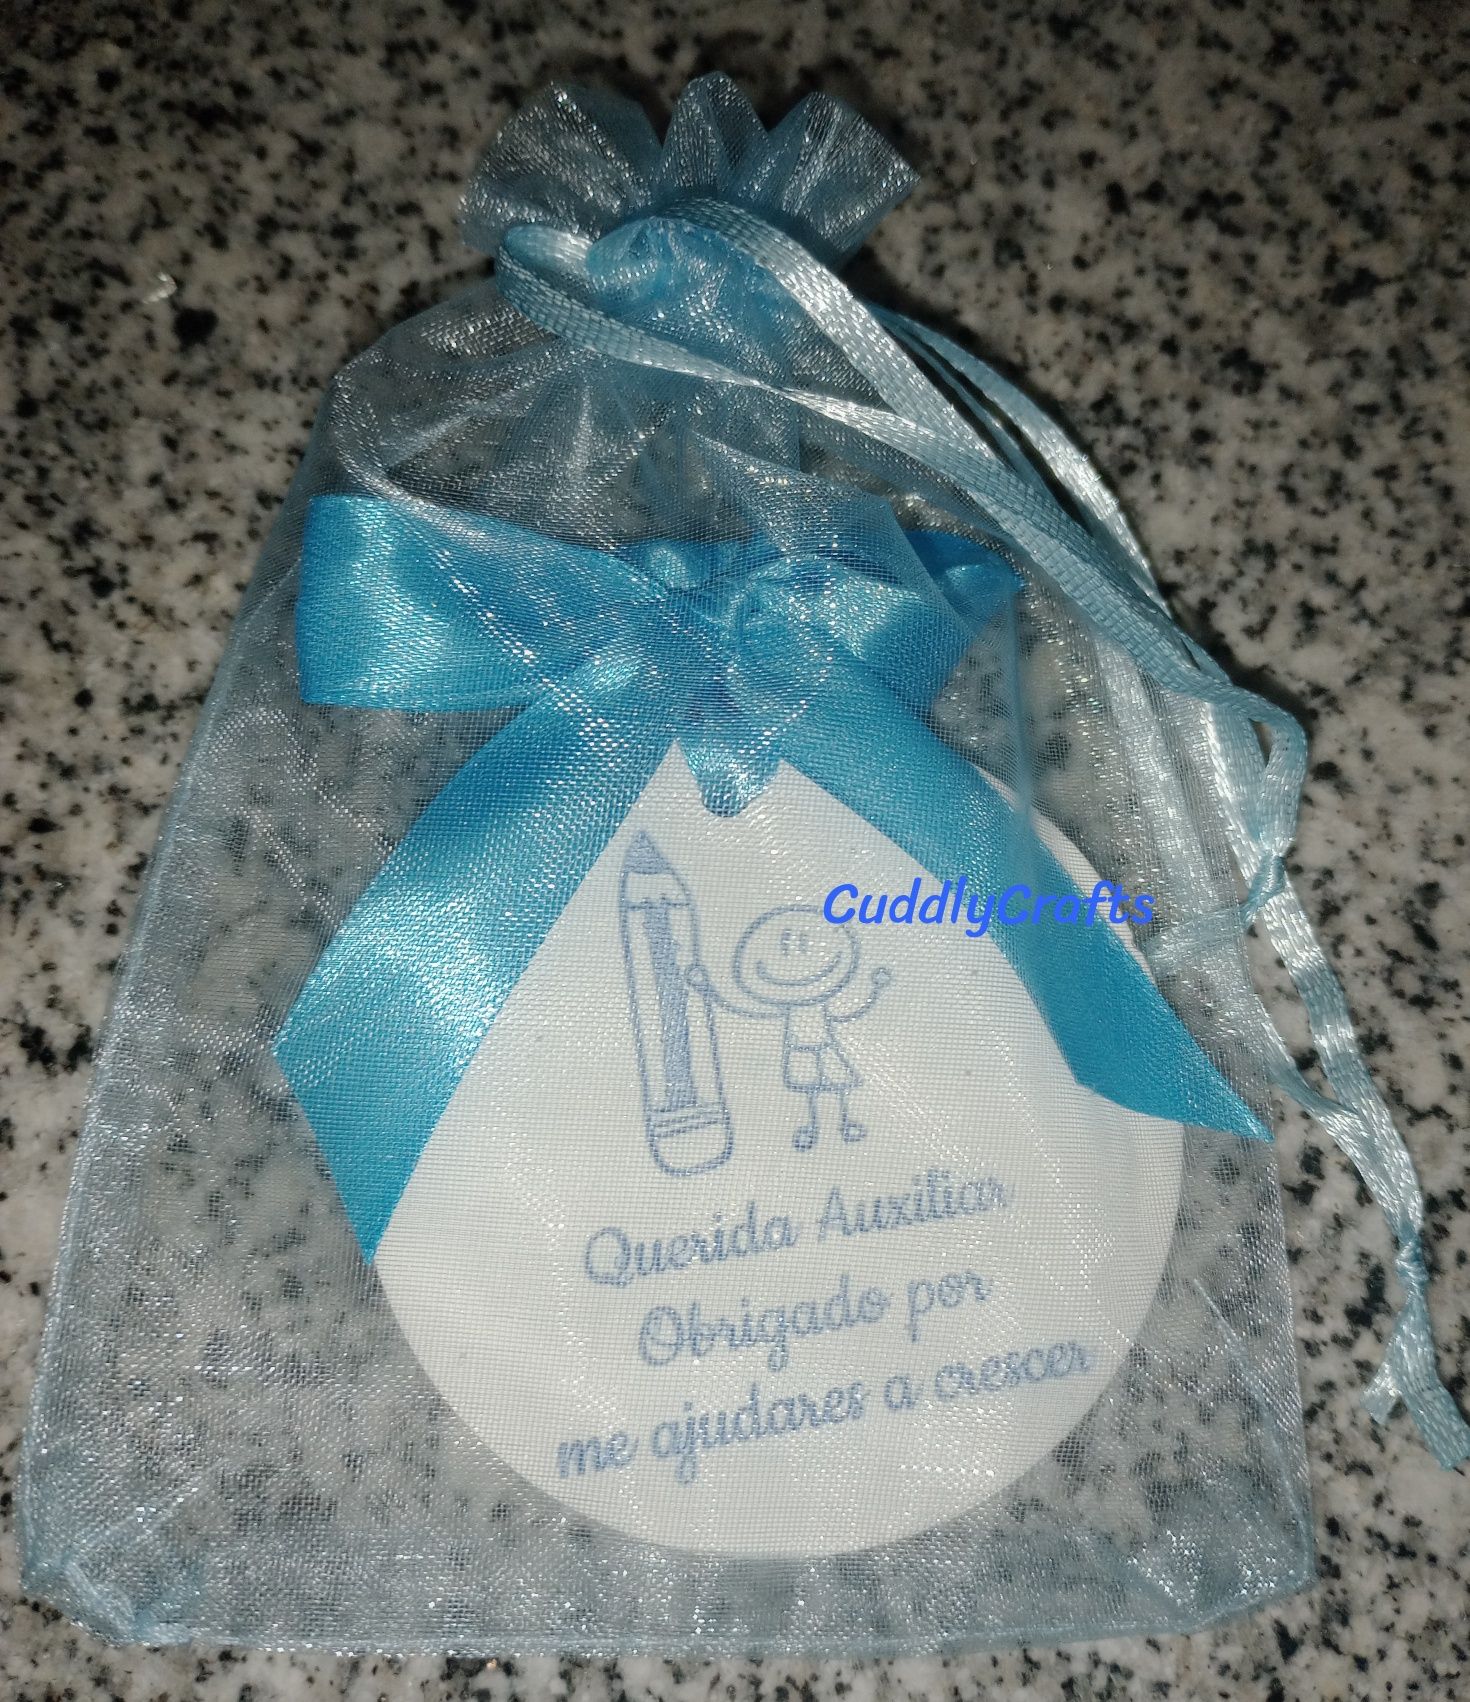 CuddlyCrafts
Querida Auxiliar
Obrigado por
me ajudares a crescer